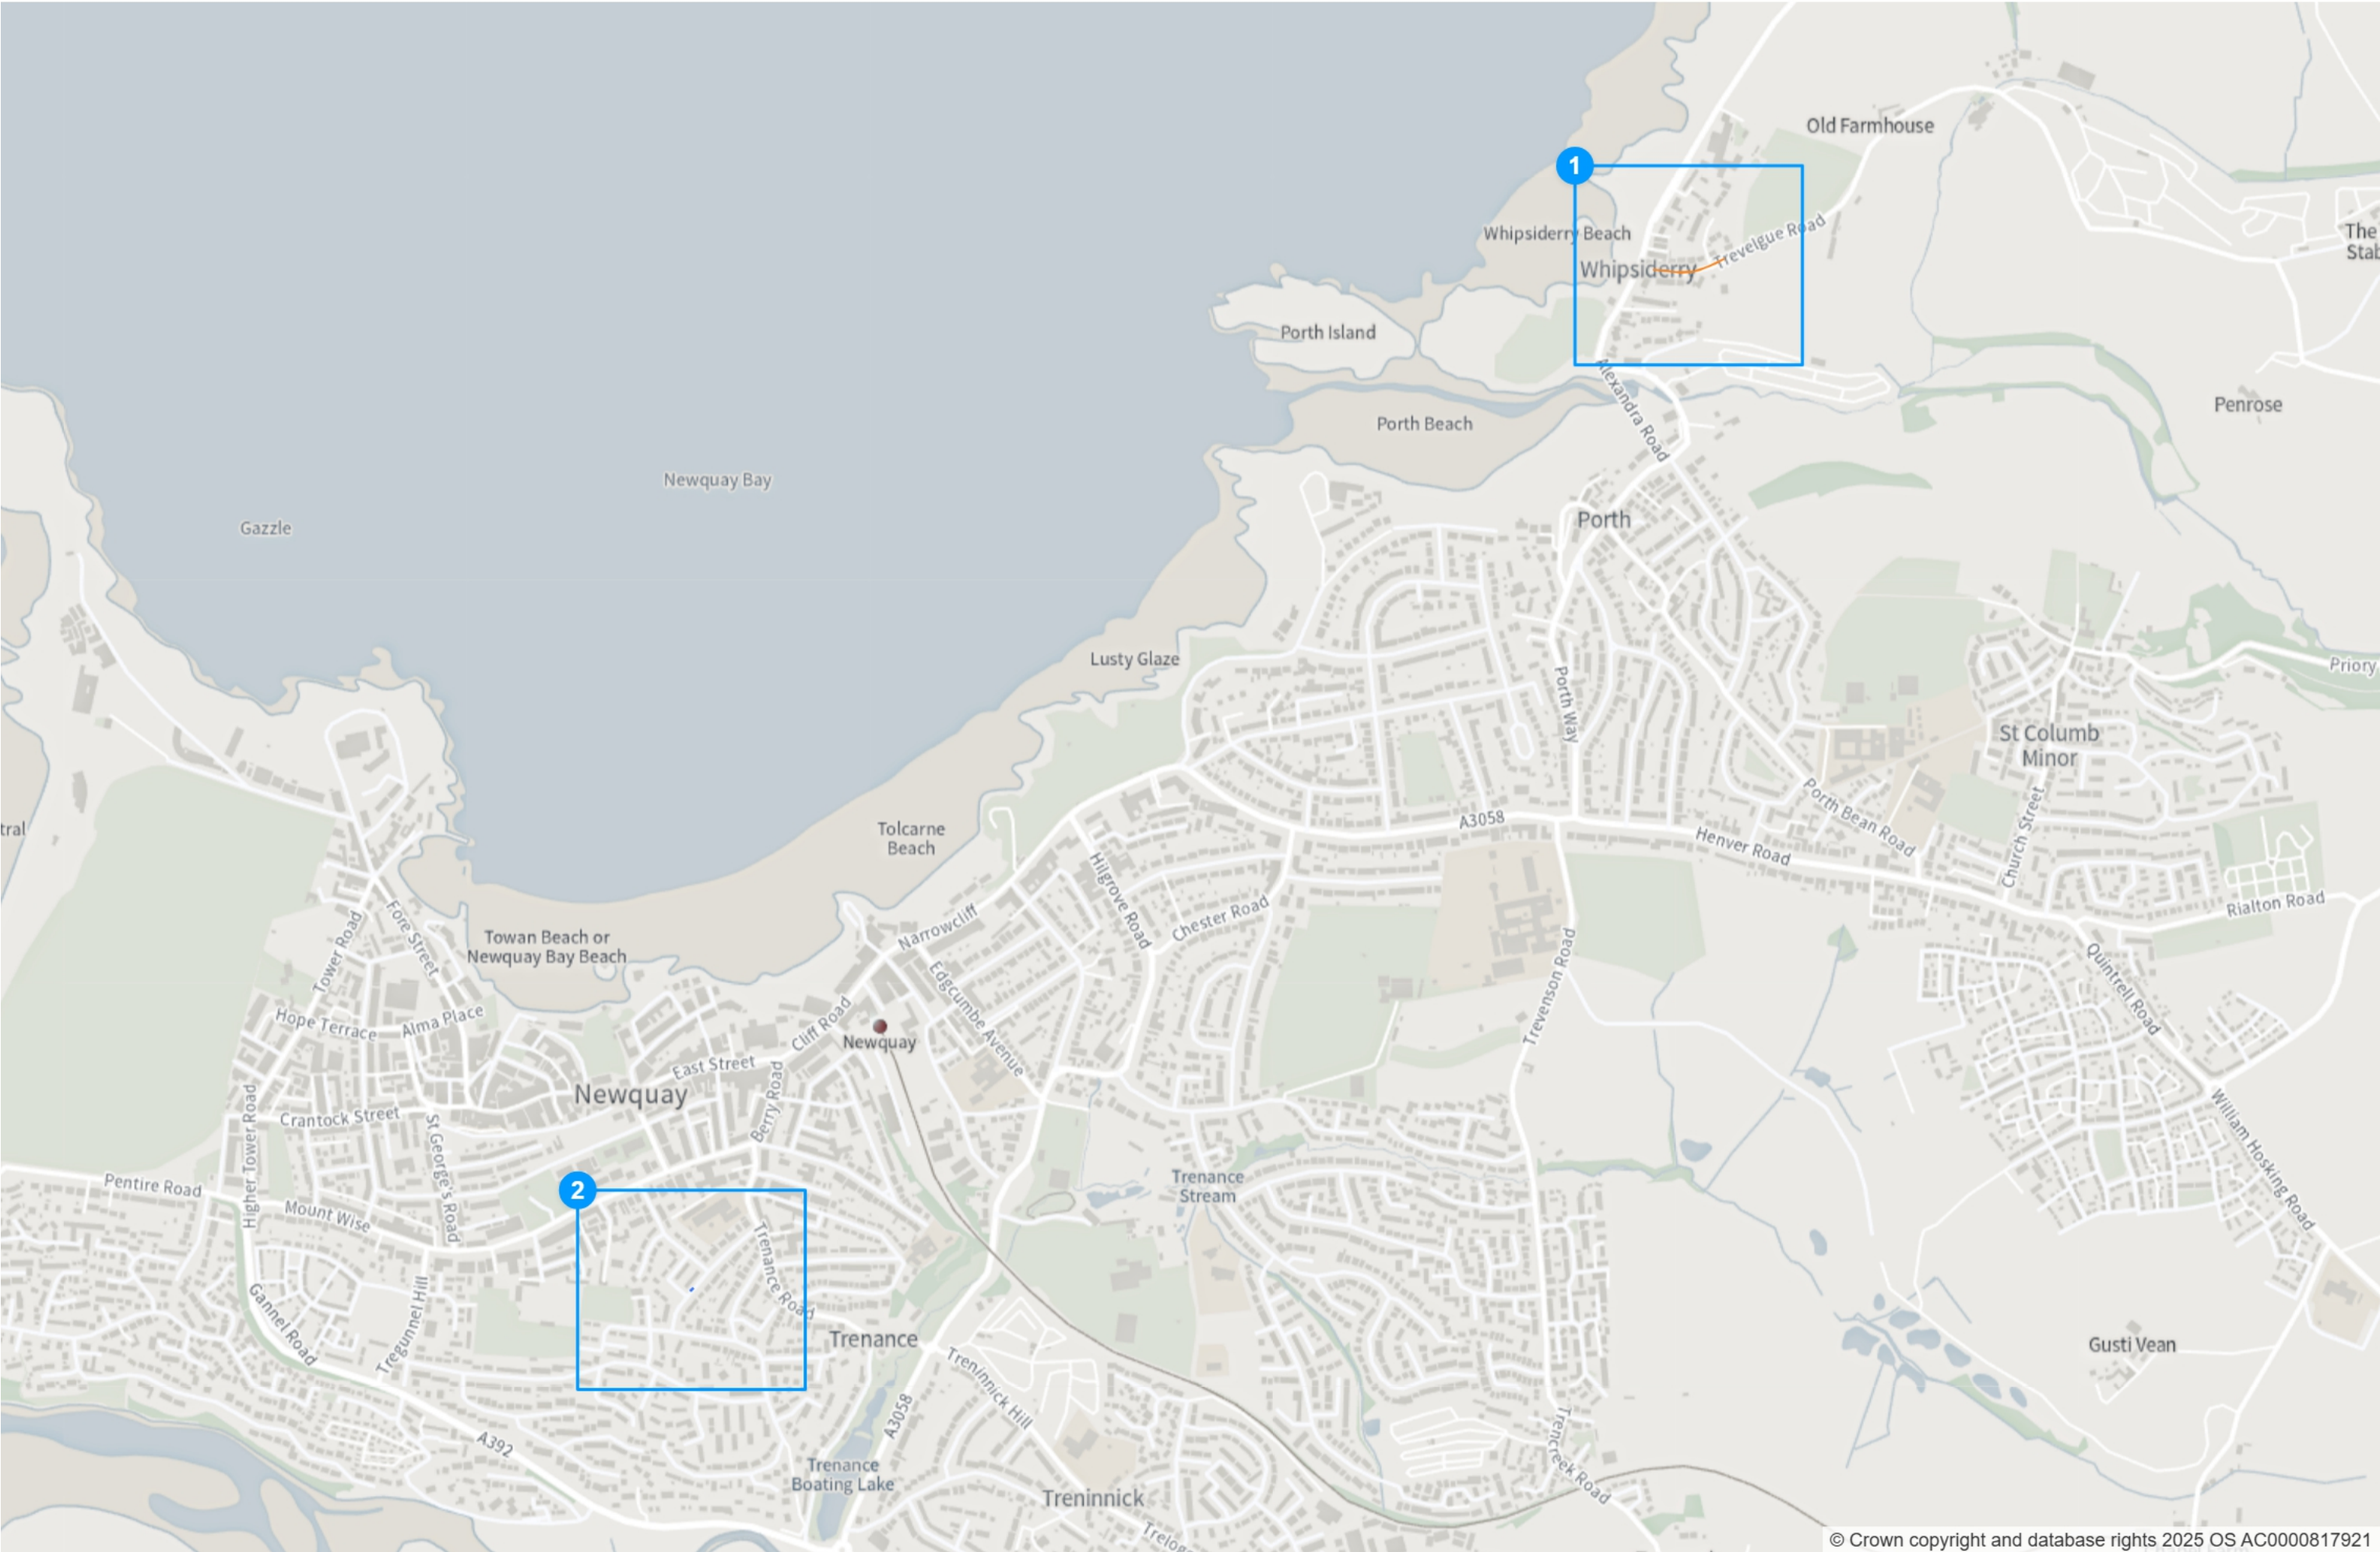 Old Farmhouse
1
Trevelgue Road
Whipsiderry Beach
Whipsiderry
The
Stab
Porth Island
Alexandra Road
Penrose
Porth Beach
Newquay Bay
Gazzle
Porth
Lusty Glaze
Priory
Porth Way
St Columb
Minor
Porth Bean Road
tral
Tolcarne
Beach
A3058
Henver Road
Church Street
Hilgrove Road
Chester Road
Rialton Road
Narrowcliff
Fore Street
Tower Road
Towan Beach or
Newquay Bay Beach
Edgcumbe Avenue
Trevenson Road
Quintrell Road
Hope Terrace
Alma Place
Cliff Road
Newquay
East Street
Newquay
Berry Road
Crantock Street
Higher Tower Road
St George's Road
William Hosking Road
Pentire Road
2
Mount Wise
Trenance
Stream
Trenance Road
Gannel Road
Tregunnel Hill
Trenance
Gusti Vean
Treninnick Hill
A3058
A392
Trencreek Road
Trenance
Boating Lake
Treninnick
Trelog
© Crown copyright and database rights 2025 OS AC0000817921